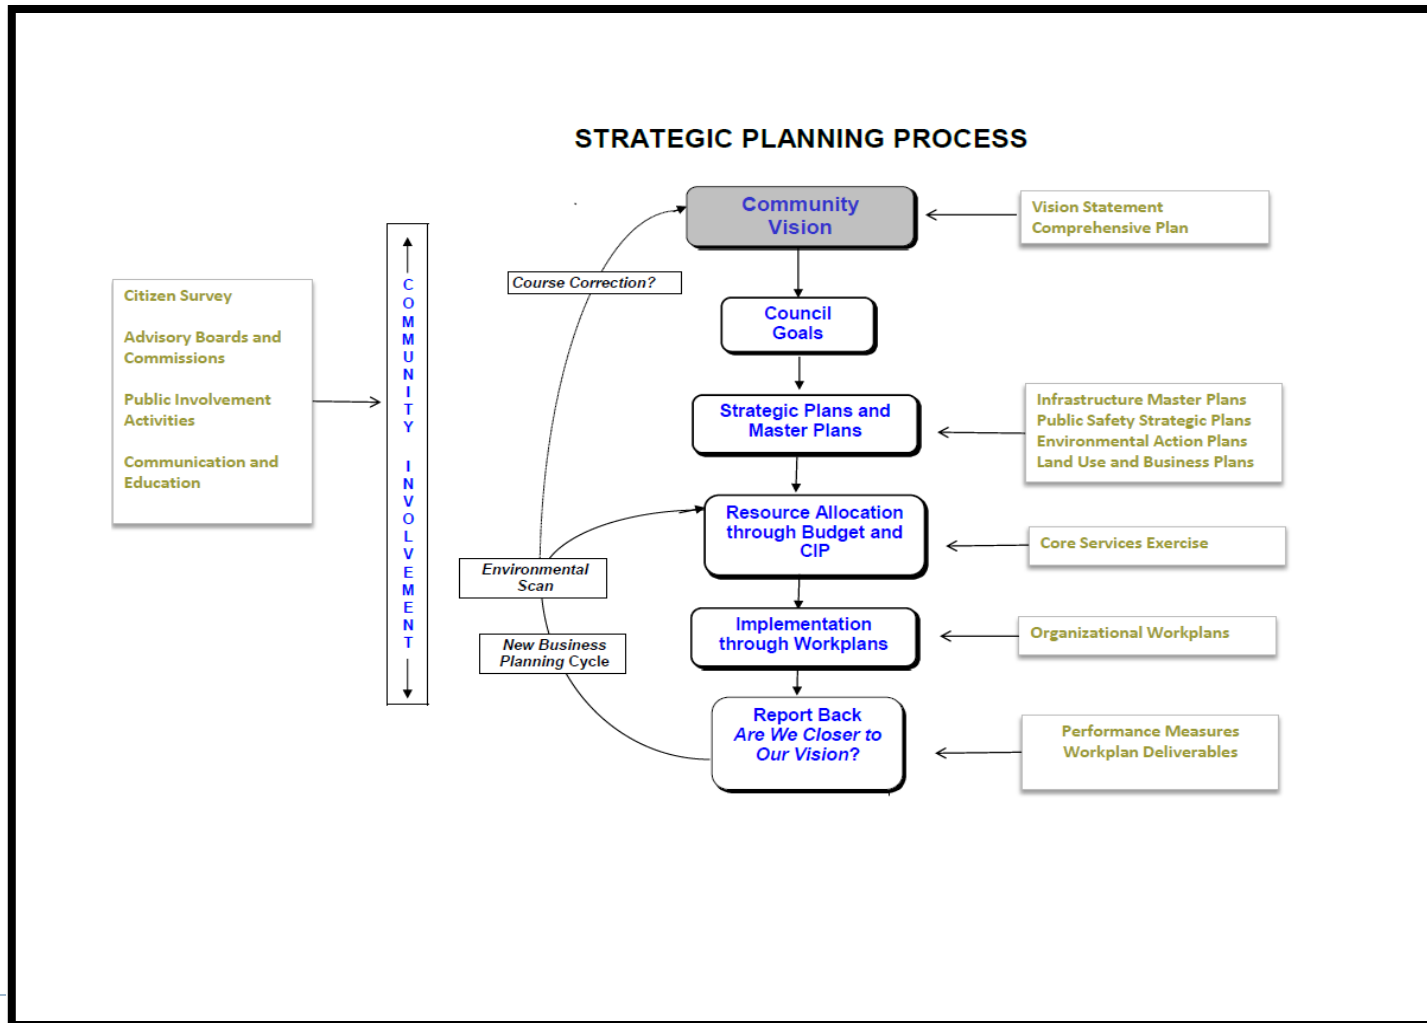 STRATEGIC PLANNING PROCESS
Community
Vision
Vision Statement
Comprehensive Plan
Course Correction?
Council
Goals
Citizen Survey
Advisory Boards and
Commissions
Public Involvement
Activities
Communication and
Education
COMMUNITY INVOLVEMENT
Strategic Plans and
Master Plans
Infrastructure Master Plans
Public Safety Strategic Plans
Environmental Action Plans
Land Use and Business Plans
Resource Allocation
through Budget and
CIP
Core Services Exercise
Environmental
Scan
Implementation
through Workplans
Organizational Workplans
New Business
Planning Cycle
Report Back
Are We Closer to
Our Vision?
Performance Measures
Workplan Deliverables